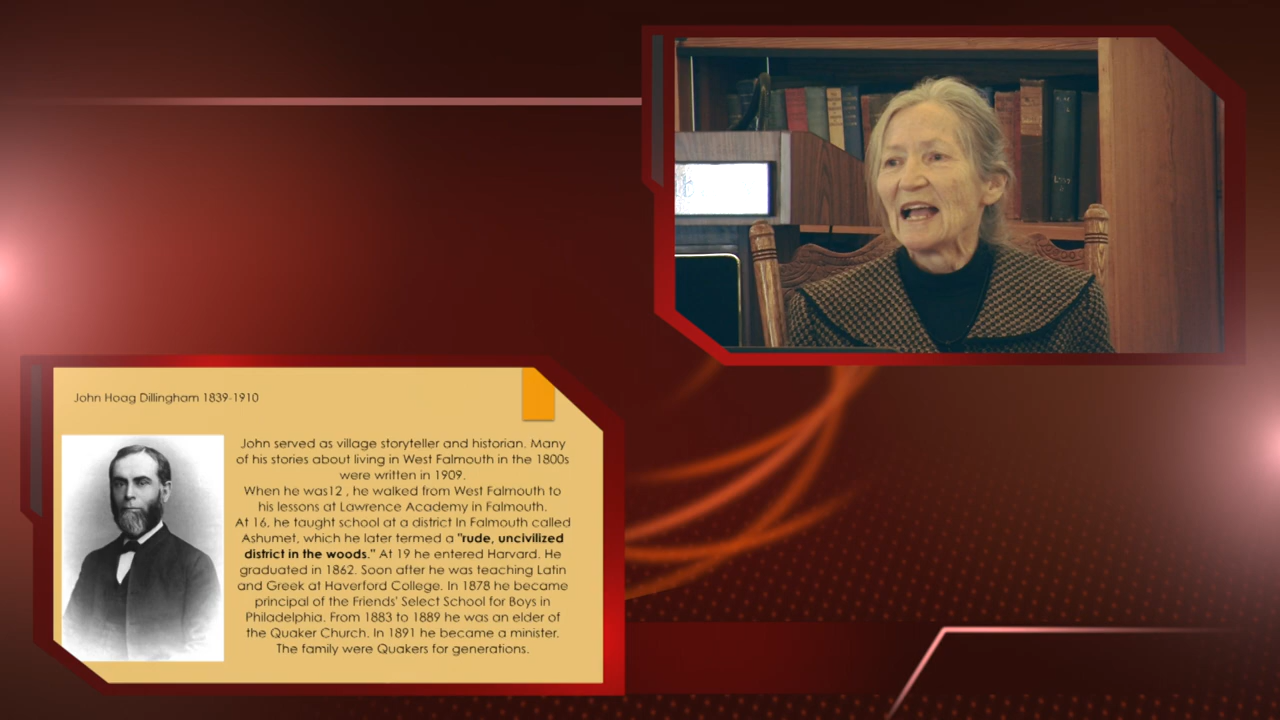 John Hoag Dillingham 1839-1910
John served as village storyteller and historian. Many
of his stories about living in West Falmouth in the 1800s
were written in 1909.
When he was12 , he walked from West Falmouth to
his lessons at Lawrence Academy in Falmouth.
At 16, he taught school at a district In Falmouth called
Ashumet, which he later termed a "rude, uncivilized
district in the woods." At 19 he entered Harvard. He
graduated in 1862. Soon after he was teaching Latin
and Greek at Haverford College. In 1878 he became
principal of the Friends' Select School for Boys in
Philadelphia. From 1883 to 1889 he was an elder of
the Quaker Church. In 1891 he became a minister.
The family were Quakers for generations.